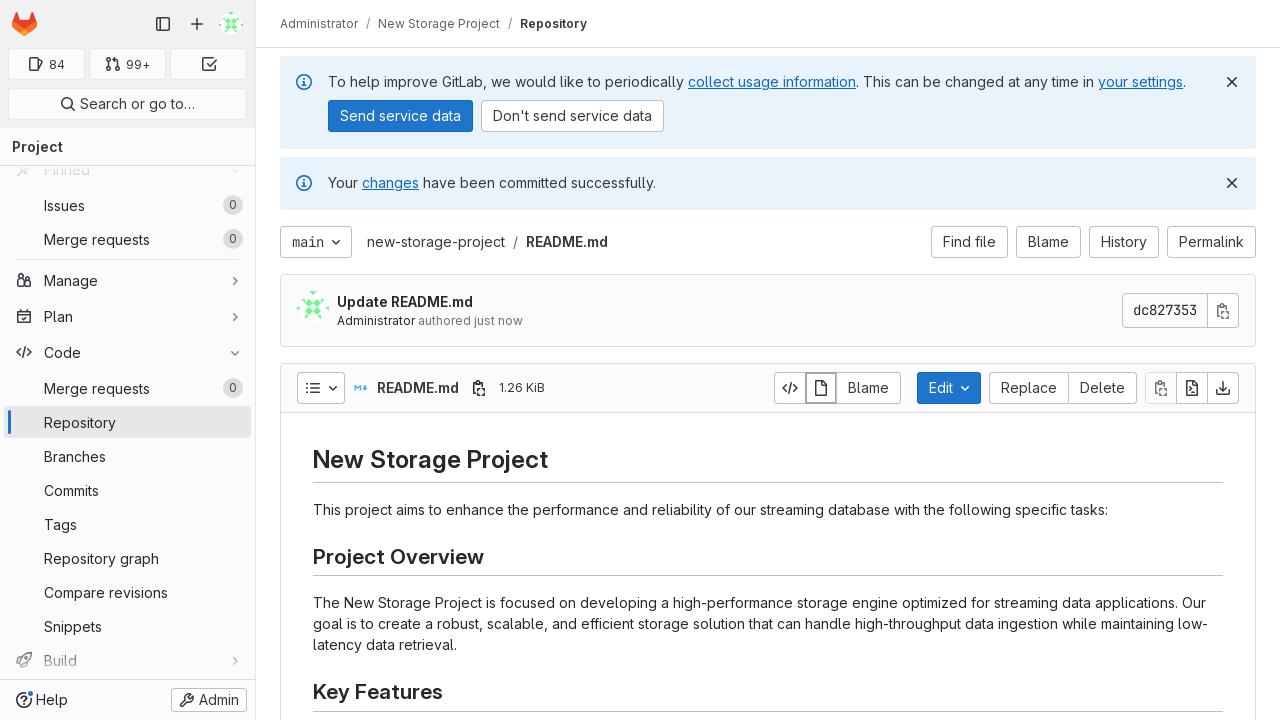 Administrator / New Storage Project / Repository
84 99+
Search or go to…
Project
Pinned
Issues 0
Merge requests 0
Manage
Plan
Code
Merge requests 0
Repository
Branches
Commits
Tags
Repository graph
Compare revisions
Snippets
Build
Help Admin
To help improve GitLab, we would like to periodically collect usage information. This can be changed at any time in your settings.
Send service data Don't send service data
Your changes have been committed successfully.
main new-storage-project / README.md Find file Blame History Permalink
Update README.md
Administrator authored just now
dc827353
README.md 1.26 KiB Blame Edit Replace Delete
New Storage Project
This project aims to enhance the performance and reliability of our streaming database with the following specific tasks:
Project Overview
The New Storage Project is focused on developing a high-performance storage engine optimized for streaming data applications. Our
goal is to create a robust, scalable, and efficient storage solution that can handle high-throughput data ingestion while maintaining low-
latency data retrieval.
Key Features